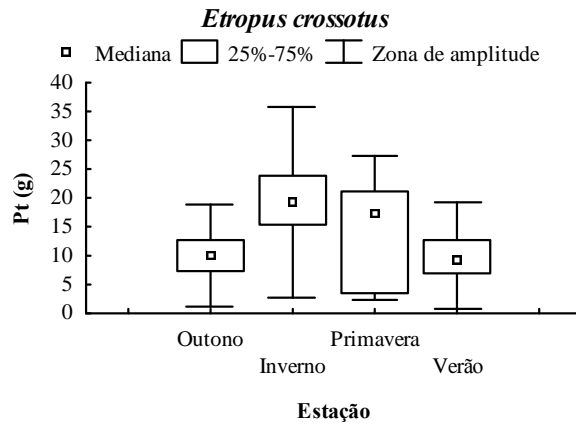 Etropus crossotus
Mediana 25%-75% Zona de amplitude
40
35
30
25
20
15
10
5
0
Pt (g)
Outono Primavera
Inverno Verão
Estação